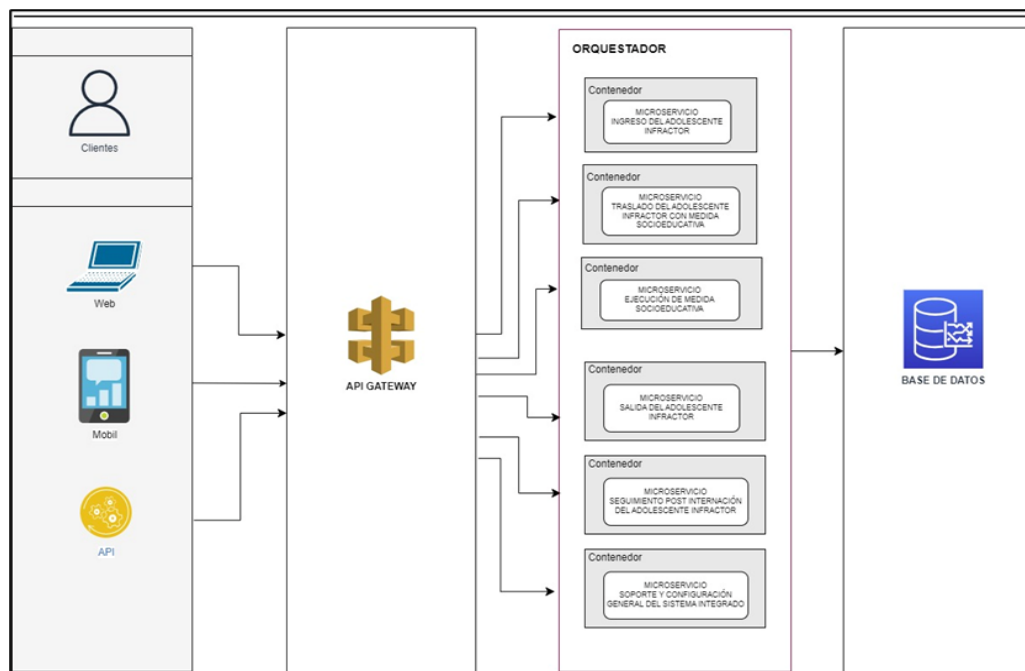 Clientes
Web
Mobil
API
API GATEWAY
ORQUESTADOR
Contenedor
MICROSERVICIO
INGRESO DEL ADOLESCENTE
INFRACTOR
Contenedor
MICROSERVICIO
TRASLADO DEL ADOLESCENTE
INFRACTOR CON MEDIDA
SOCIOEDUCATIVA
Contenedor
MICROSERVICIO
EJECUCIÓN DE MEDIDA
SOCIOEDUCATIVA
Contenedor
MICROSERVICIO
SALIDA DEL ADOLESCENTE
INFRACTOR
Contenedor
MICROSERVICIO
SEGUIMIENTO POST INTERNACIÓN
DEL ADOLESCENTE INFRACTOR
Contenedor
MICROSERVICIO
SOPORTE Y CONFIGURACIÓN
GENERAL DEL SISTEMA INTEGRADO
BASE DE DATOS